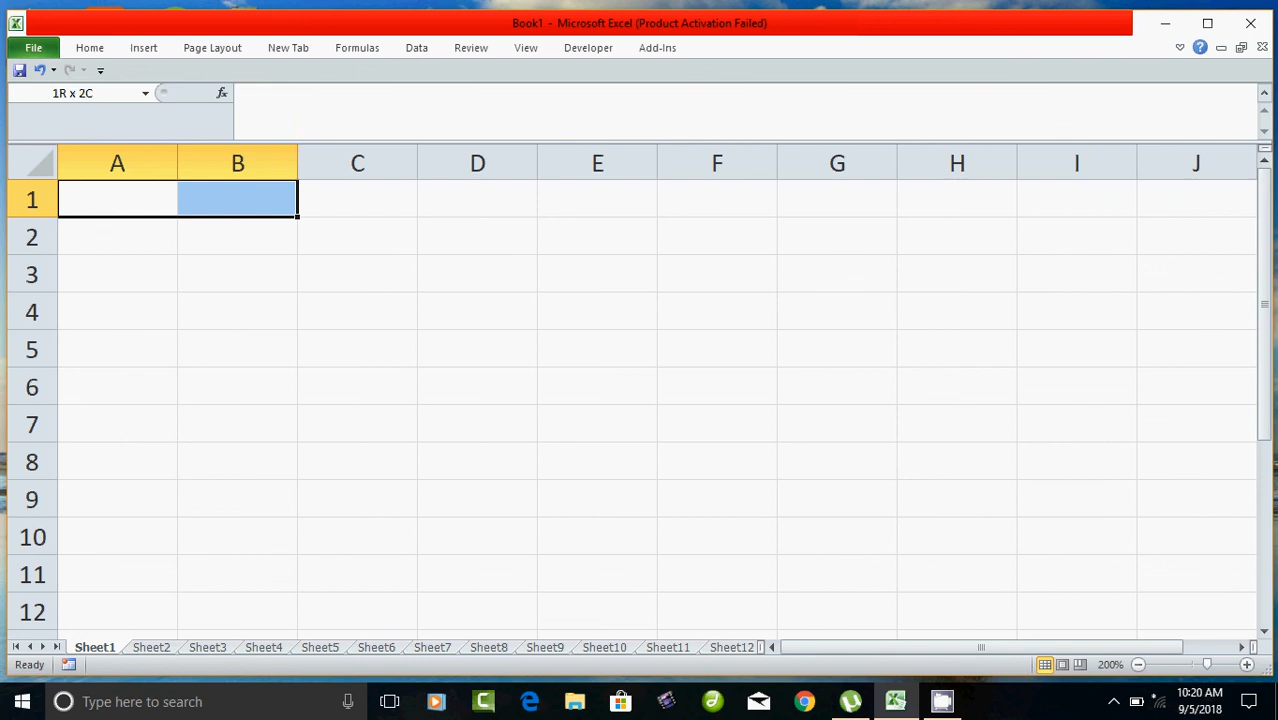 Book1 - Microsoft Excel (Product Activation Failed)
File Home Insert Page Layout New Tab Formulas Data Review View Developer Add-Ins
1R x 2C fx
A B C D E F G H I J
1
2
3
4
5
6
7
8
9
10
11
12
Sheet1 Sheet2 Sheet3 Sheet4 Sheet5 Sheet6 Sheet7 Sheet8 Sheet9 Sheet10 Sheet11 Sheet12
Ready 200%
Type here to search
10:20 AM
9/5/2018